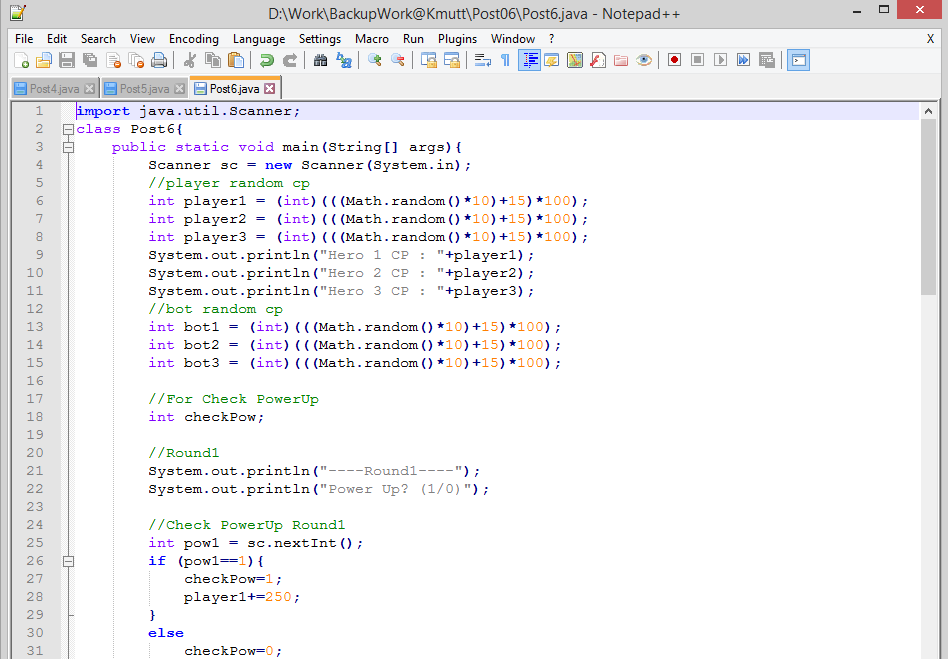 D:\Work\BackupWork@Kmutt\Post06\Post6.java - Notepad++
File Edit Search View Encoding Language Settings Macro Run Plugins Window ? X
Post4.java Post5.java Post6.java
1 import java.util.Scanner;
2 class Post6{
3 public static void main(String[] args){
4 Scanner sc = new Scanner(System.in);
5 //player random cp
6 int player1 = (int)(((Math.random()*10)+15)*100);
7 int player2 = (int)(((Math.random()*10)+15)*100);
8 int player3 = (int)(((Math.random()*10)+15)*100);
9 System.out.println("Hero 1 CP : "+player1);
10 System.out.println("Hero 2 CP : "+player2);
11 System.out.println("Hero 3 CP : "+player3);
12 //bot random cp
13 int bot1 = (int)(((Math.random()*10)+15)*100);
14 int bot2 = (int)(((Math.random()*10)+15)*100);
15 int bot3 = (int)(((Math.random()*10)+15)*100);
16
17 //For Check PowerUp
18 int checkPow;
19
20 //Round1
21 System.out.println("----Round1----");
22 System.out.println("Power Up? (1/0)");
23
24 //Check PowerUp Round1
25 int pow1 = sc.nextInt();
26 if (pow1==1){
27 checkPow=1;
28 player1+=250;
29 }
30 else
31 checkPow=0;